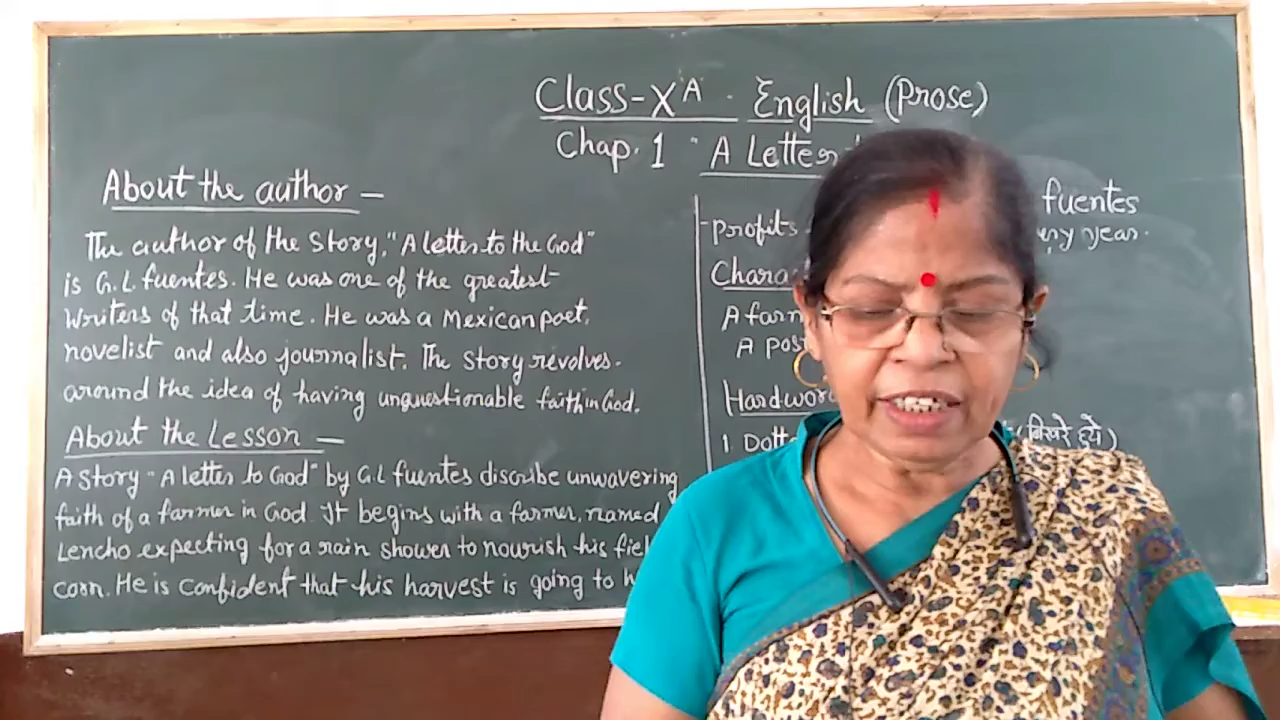 Class-X A . English (Prose)
Chap. 1 "A Letter
fuentes
About the author —
The author of the Story, "A letter to the God"
is G.L. fuentes. He was one of the greatest
Writers of that time. He was a Mexican poet,
novelist and also journalist. The story revolves.
around the idea of having unquestionable faith in God.
About the Lesson —
A Story "A letter to God" by G.L fuentes discribe unwavering
faith of a farmer in God. It begins with a farmer, named
Lencho expecting for a rain shower to nourish his fiel
corn. He is confident that his harvest is going to h
- Profits
year.
Charac
A farm
A pos
Hardwor
1. Dott
(बिखरे हुये)